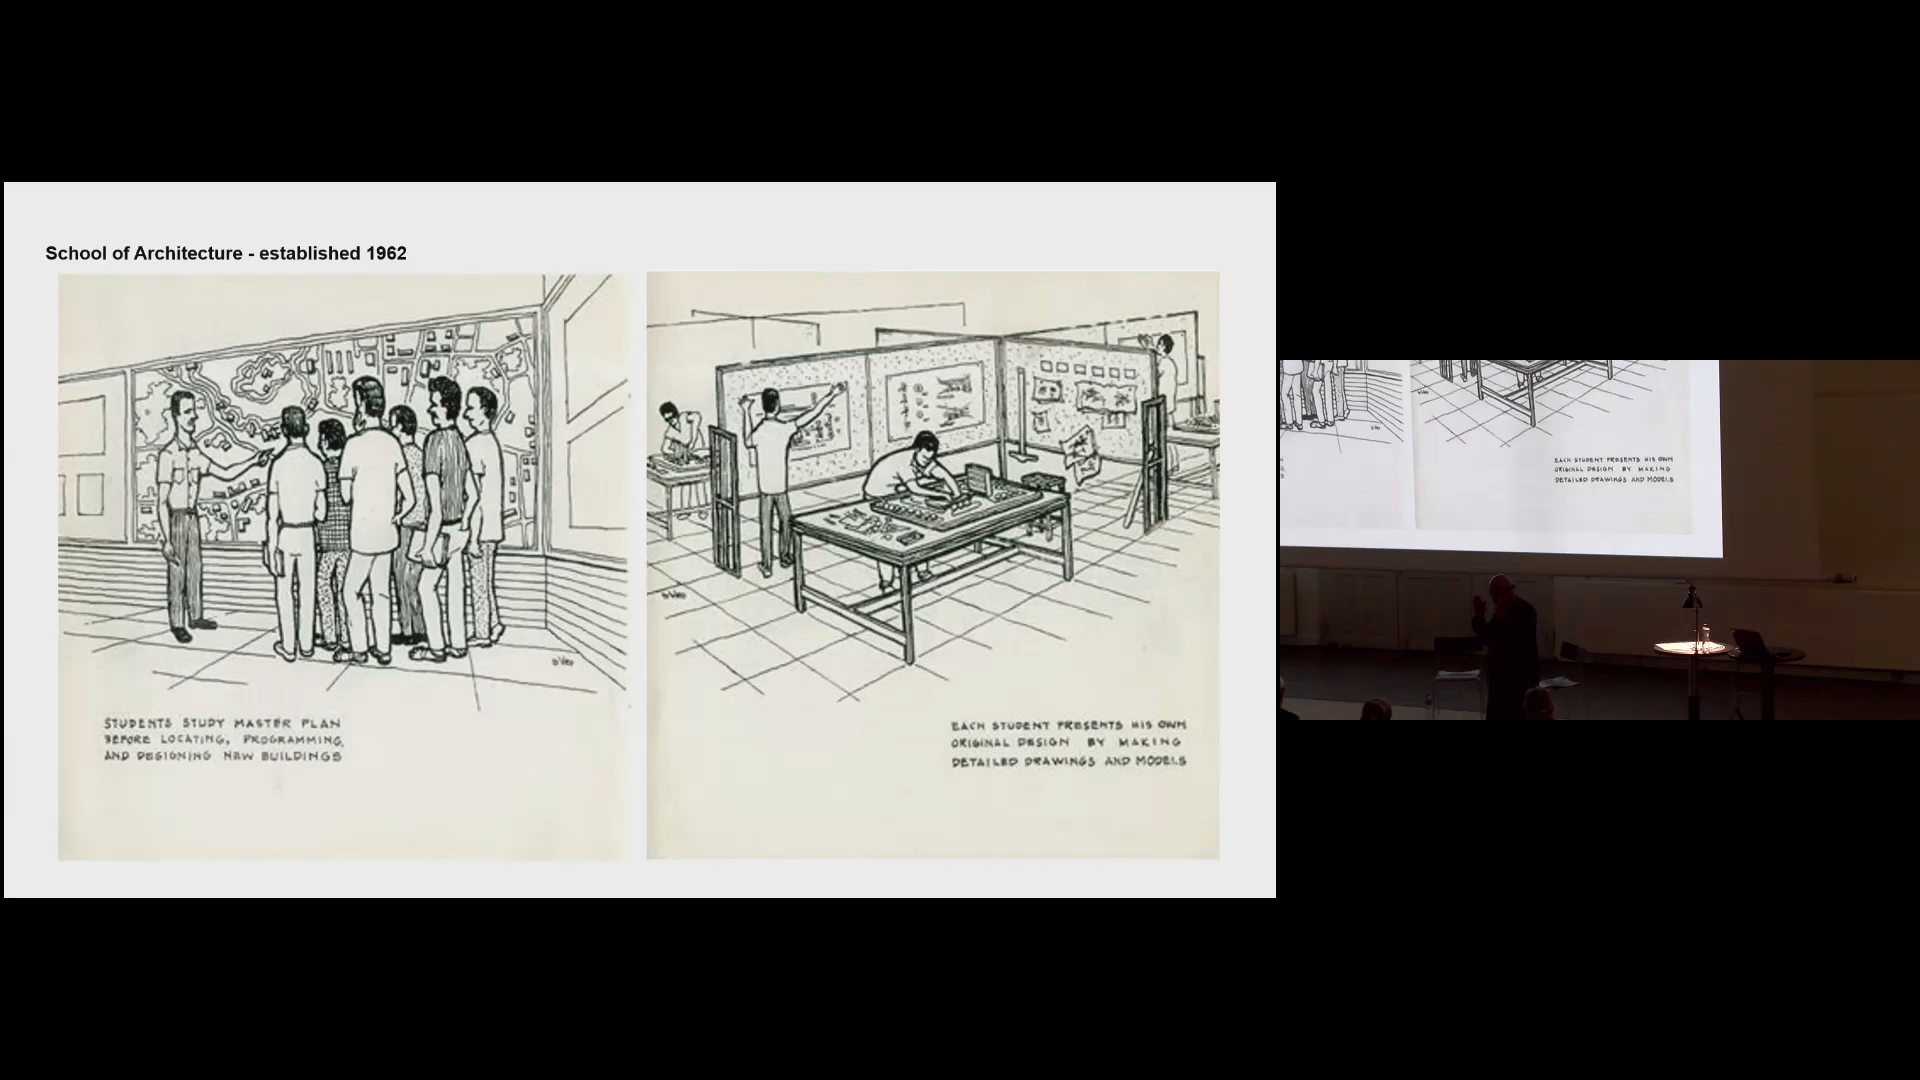 School of Architecture - established 1962
STUDENTS STUDY MASTER PLAN
BEFORE LOCATING, PROGRAMMING,
AND DESIGNING NEW BUILDINGS
EACH STUDENT PRESENTS HIS OWN
ORIGINAL DESIGN BY MAKING
DETAILED DRAWINGS AND MODELS
EACH STUDENT PRESENTS HIS OWN
ORIGINAL DESIGN BY MAKING
DETAILED DRAWINGS AND MODELS